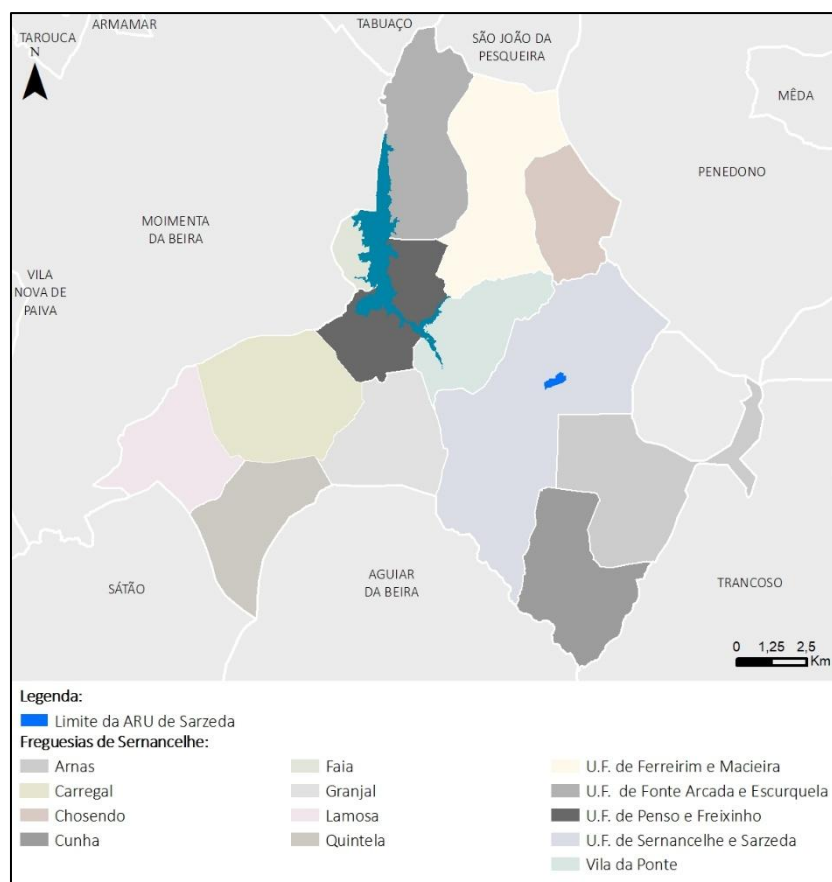 ARMAMAR
TABUAÇO
TAROUCA
SÃO JOÃO DA
PESQUEIRA
N
MÊDA
PENEDONO
MOIMENTA
DA BEIRA
VILA
NOVA DE
PAIVA
SÁTÃO
AGUIAR
DA BEIRA
TRANCOSO
0 1,25 2,5
Km
Legenda:
Limite da ARU de Sarzeda
Freguesias de Sernancelhe:
Arnas
Carregal
Chosendo
Cunha
Faia
Granjal
Lamosa
Quintela
U.F. de Ferreirim e Macieira
U.F. de Fonte Arcada e Escurquela
U.F. de Penso e Freixinho
U.F. de Sernancelhe e Sarzeda
Vila da Ponte